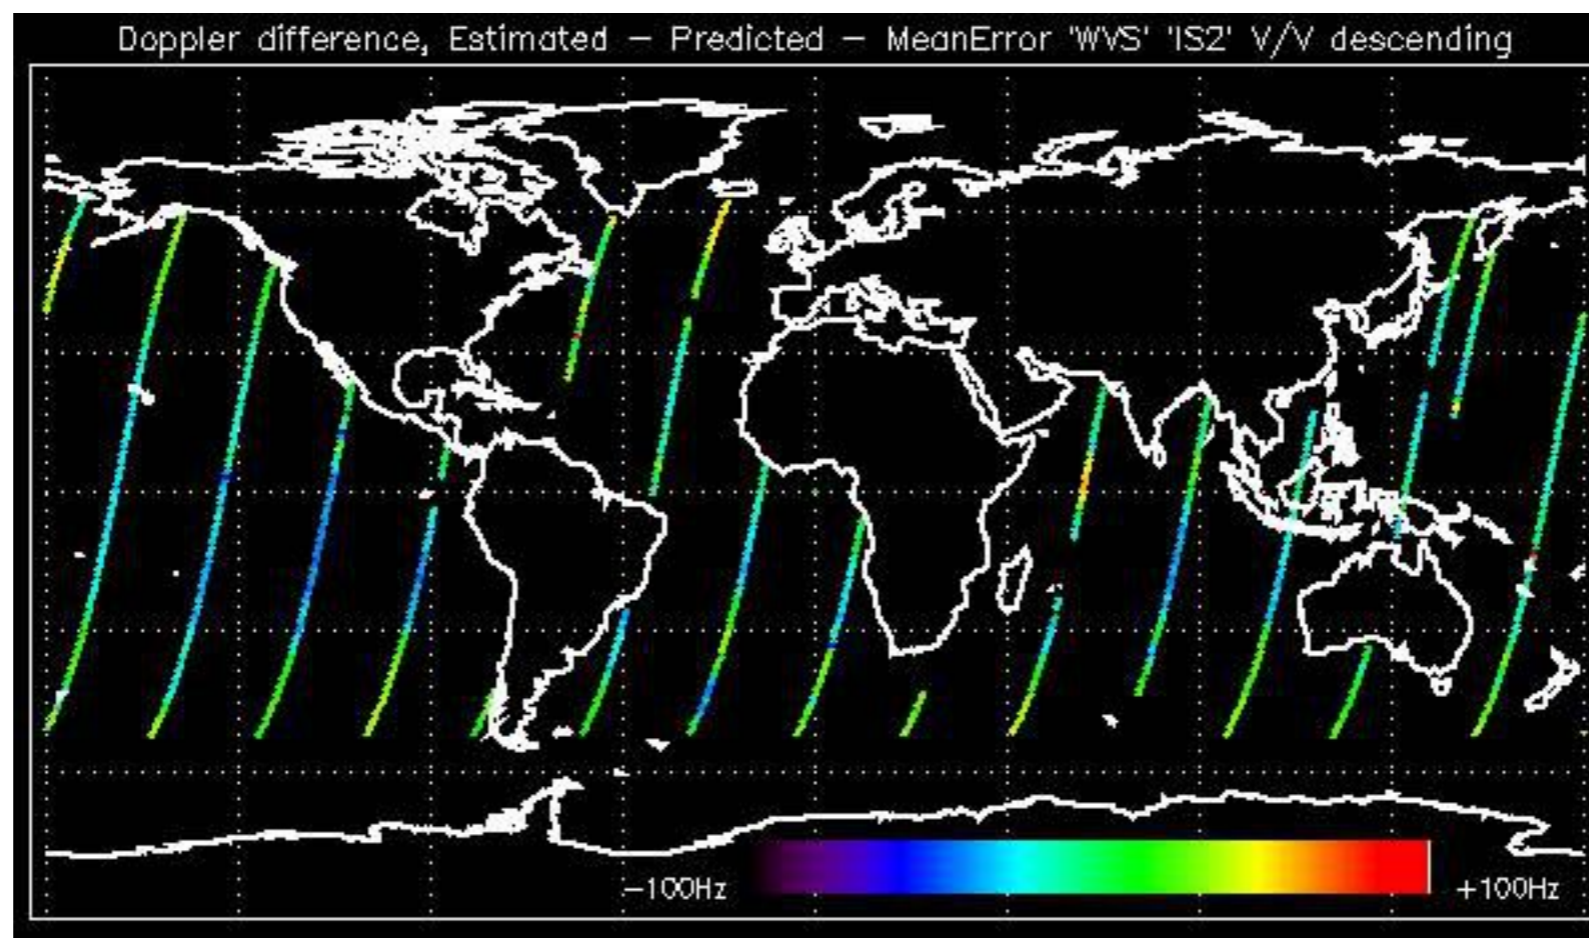 Doppler difference, Estimated – Predicted – MeanError 'WVS' 'IS2' V/V descending
-100Hz +100Hz